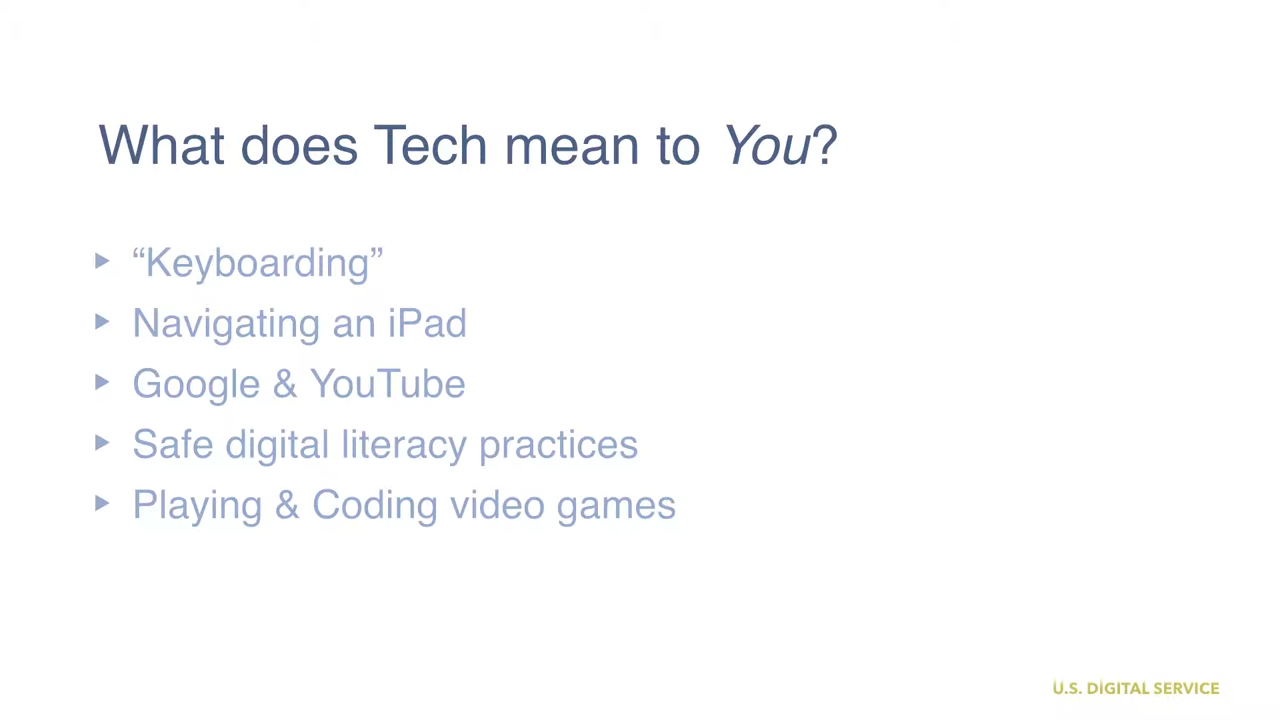 What does Tech mean to You?
“Keyboarding”
Navigating an iPad
Google & YouTube
Safe digital literacy practices
Playing & Coding video games
U.S. DIGITAL SERVICE